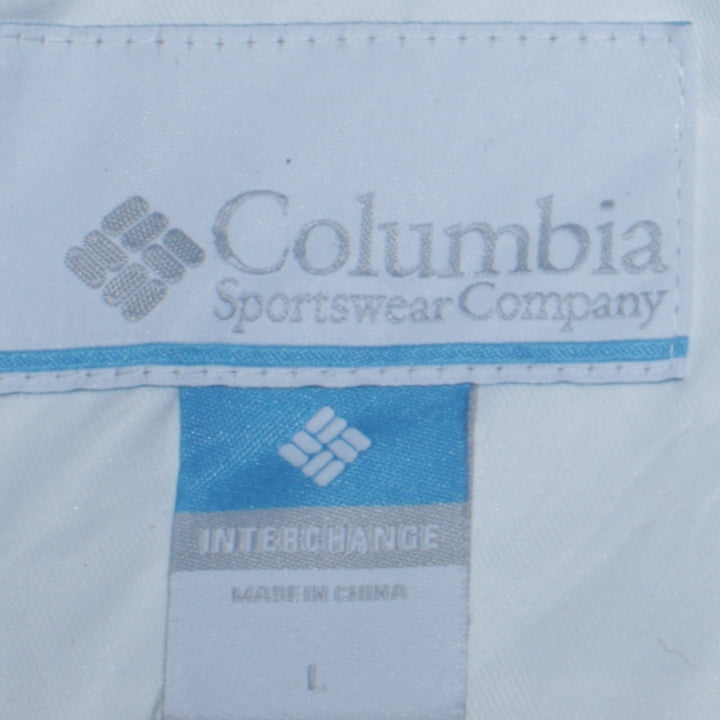 Columbia
Sportswear Company
INTERCHANGE
MADE IN CHINA
L